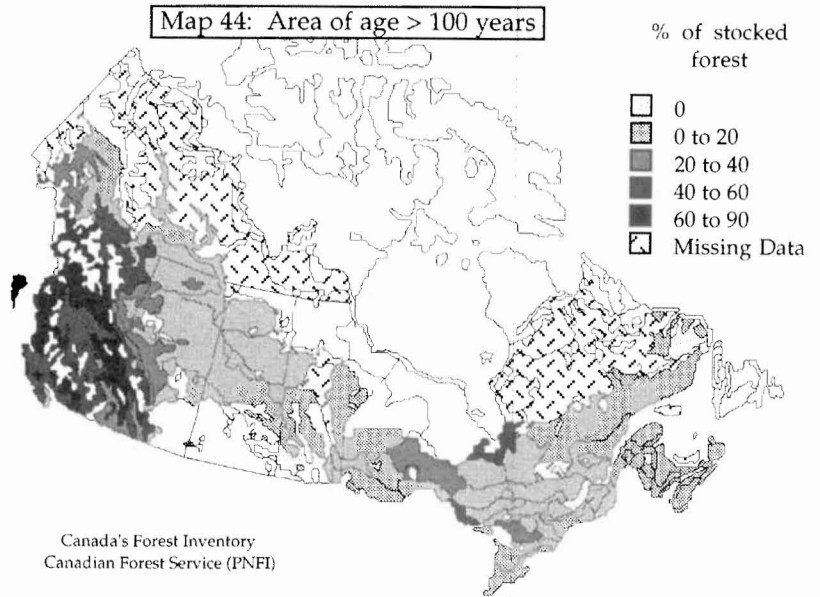 Map 44: Area of age > 100 years
% of stocked
forest
0
0 to 20
20 to 40
40 to 60
60 to 90
Missing Data
Canada's Forest Inventory
Canadian Forest Service (PNFI)